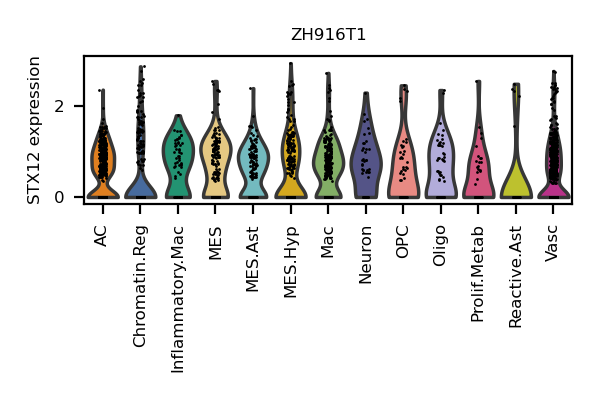 ZH916T1
STX12 expression
2
0
AC
Chromatin.Reg
Inflammatory.Mac
MES
MES.Ast
MES.Hyp
Mac
Neuron
OPC
Oligo
Prolif.Metab
Reactive.Ast
Vasc